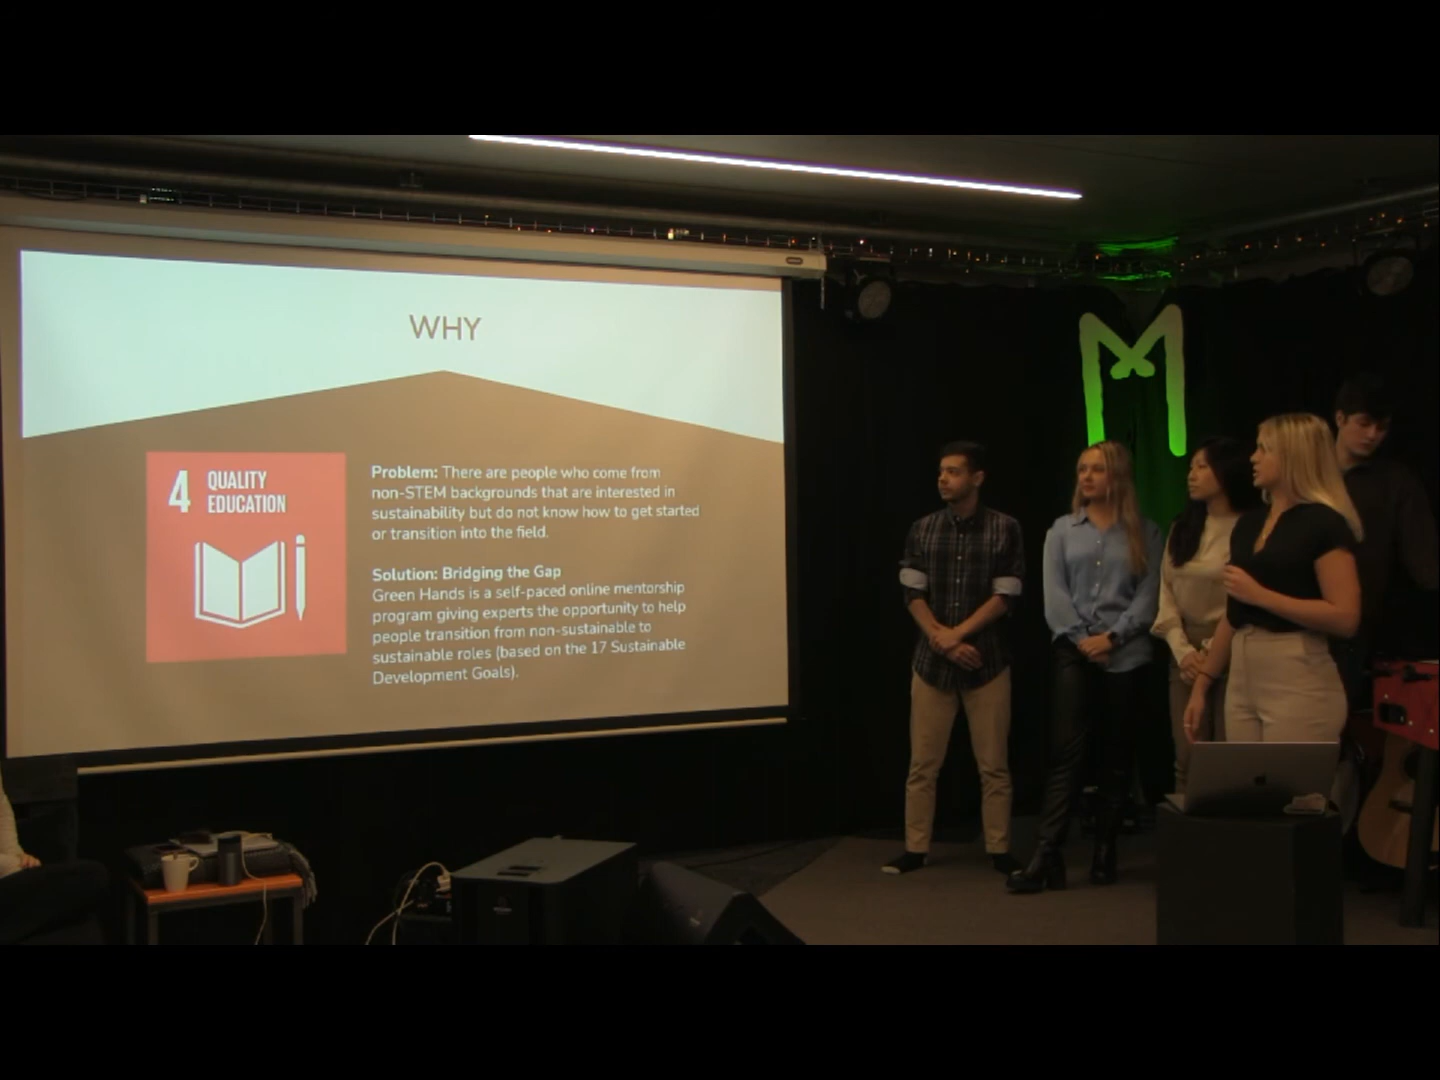 WHY
4 QUALITY
EDUCATION
Problem: There are people who come from
non-STEM backgrounds that are interested in
sustainability but do not know how to get started
or transition into the field.
Solution: Bridging the Gap
Green Hands is a self-paced online mentorship
program giving experts the opportunity to help
people transition from non-sustainable to
sustainable roles (based on the 17 Sustainable
Development Goals).
M